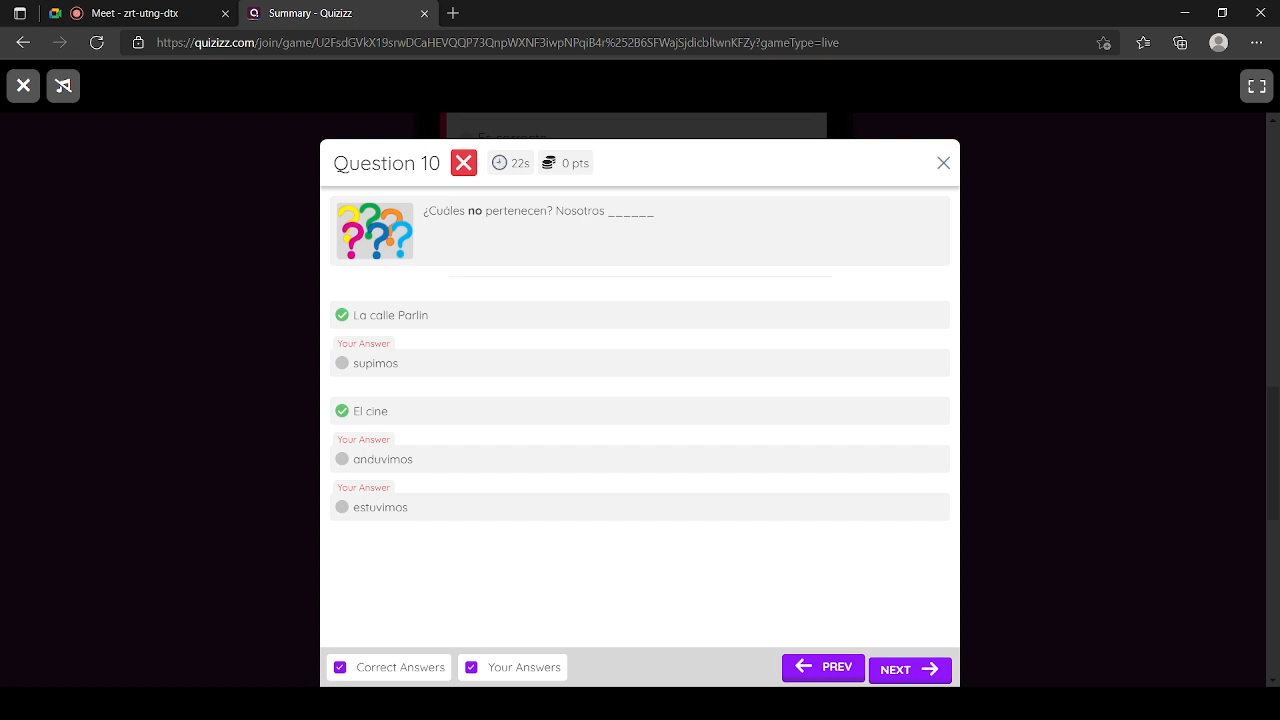 Meet - zrt-utng-dtx
Summary - Quizizz
https://quizizz.com/join/game/U2FsdGVkX19srwDCaHEVQQP73QnpWXNF3iwpNPqiB4r%252B6SFWajSjdicbltwnKFZy?gameType=live
Es correcto
Question 10
22s
0 pts
¿Cuáles no pertenecen? Nosotros ______
La calle Parlin
Your Answer
supimos
El cine
Your Answer
anduvimos
Your Answer
estuvimos
Correct Answers
Your Answers
PREV
NEXT